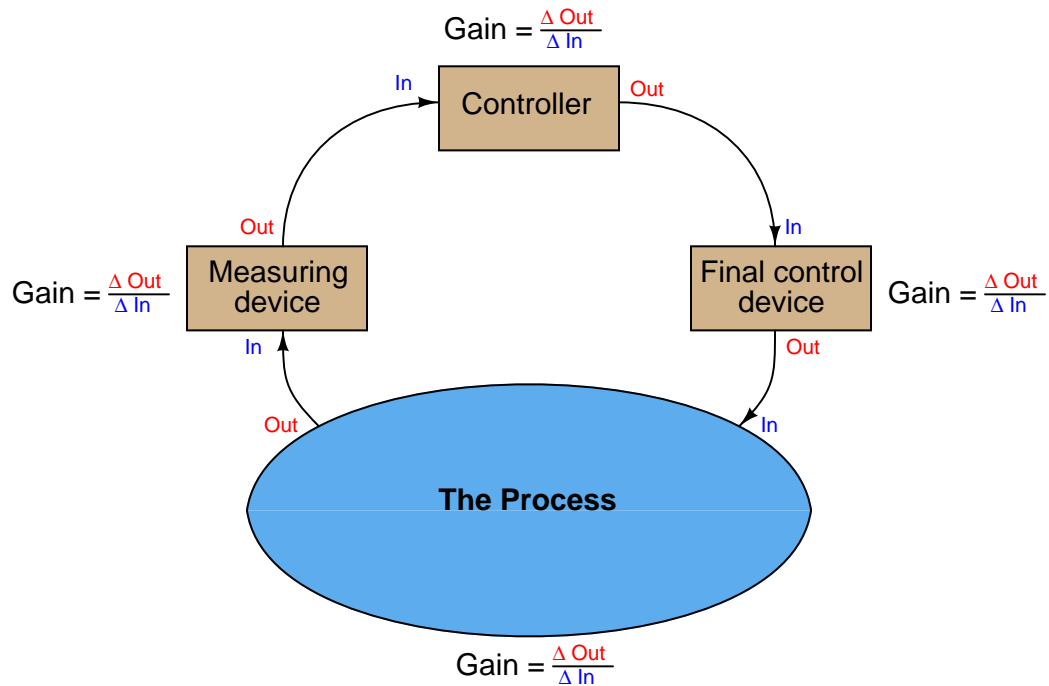 Gain = Δ Out
Δ In
In
Controller
Out
Out
In
Gain = Δ Out
Δ In
Measuring
device
Final control
device
Gain = Δ Out
Δ In
In
Out
Out
In
The Process
Gain = Δ Out
Δ In